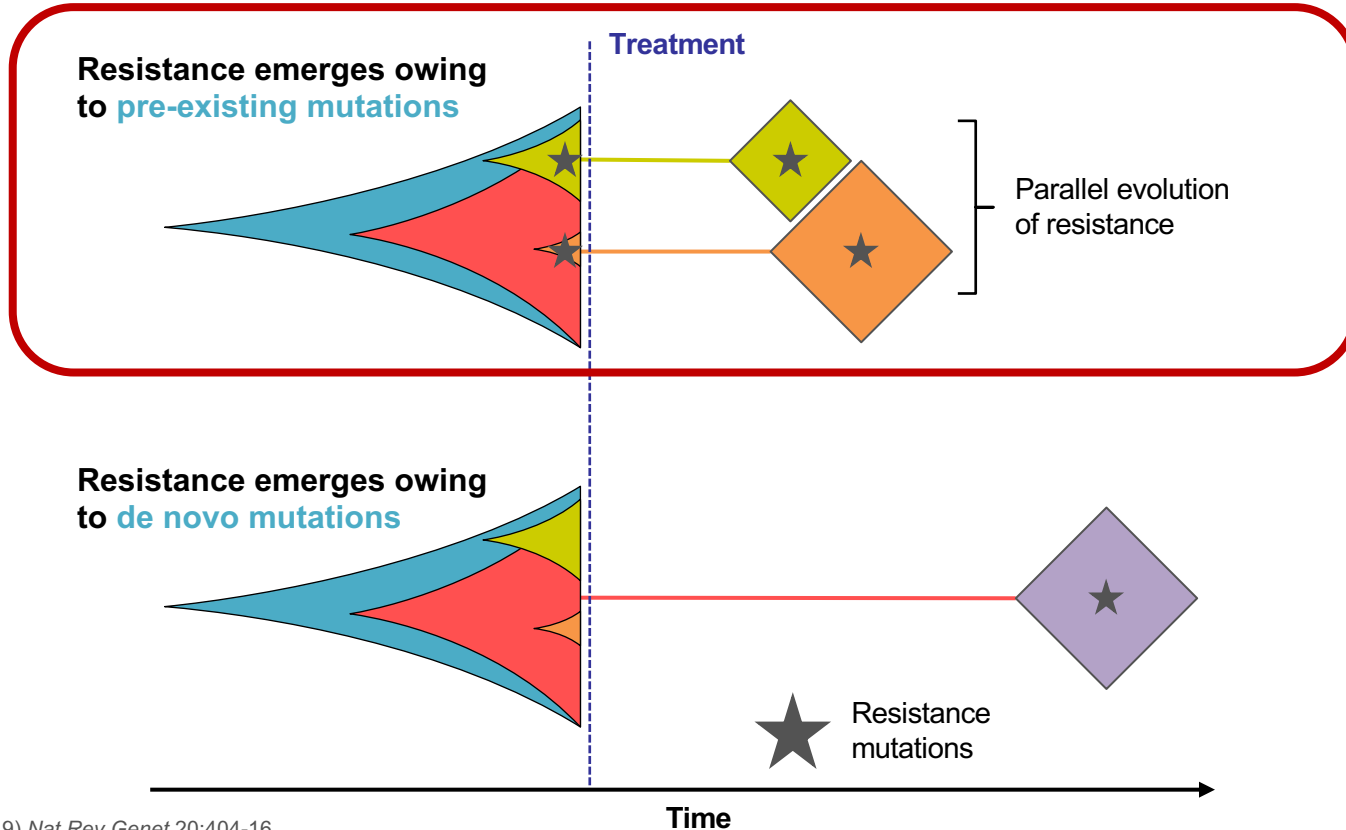 Treatment
Resistance emerges owing
to pre-existing mutations
Parallel evolution
of resistance
Resistance emerges owing
to de novo mutations
Resistance
mutations
Time
9) Nat Rev Genet 20:404-16